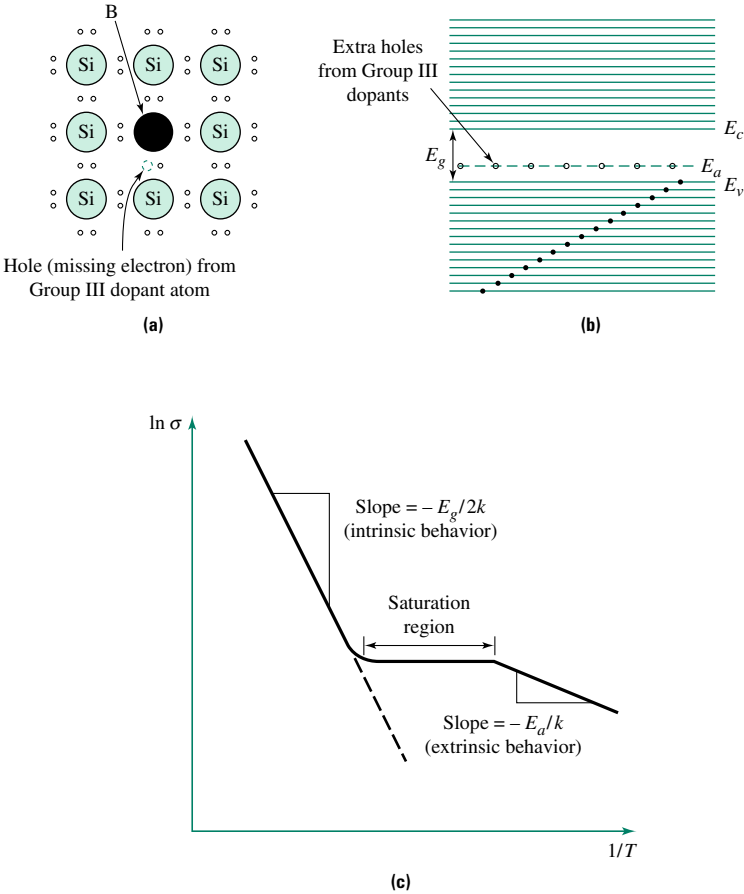 B
Si Si Si
Si Si
Si Si Si
Hole (missing electron) from
Group III dopant atom
(a)
Extra holes
from Group III
dopants
E_c
E_g
E_a
E_v
(b)
ln σ
Slope = – E_g/2k
(intrinsic behavior)
Saturation
region
Slope = – E_a/k
(extrinsic behavior)
1/T
(c)